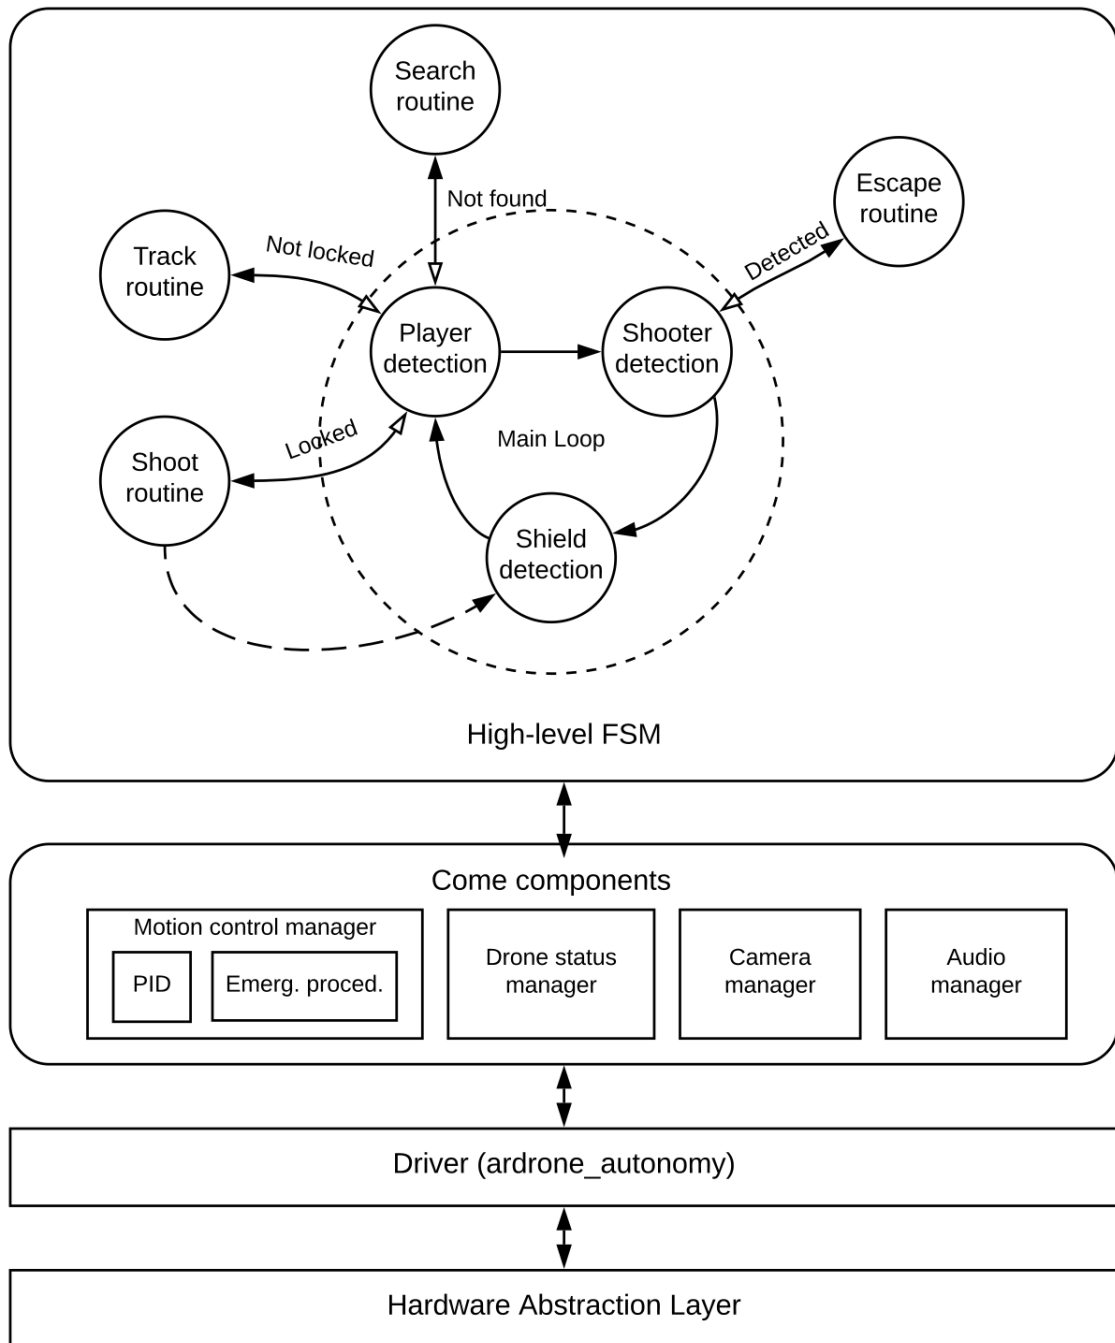 Search
routine
Not found
Escape
routine
Detected
Track
routine
Not locked
Player
detection
Shooter
detection
Main Loop
Locked
Shoot
routine
Shield
detection
High-level FSM
Come components
Motion control manager
PID
Emerg. proced.
Drone status
manager
Camera
manager
Audio
manager
Driver (ardrone_autonomy)
Hardware Abstraction Layer